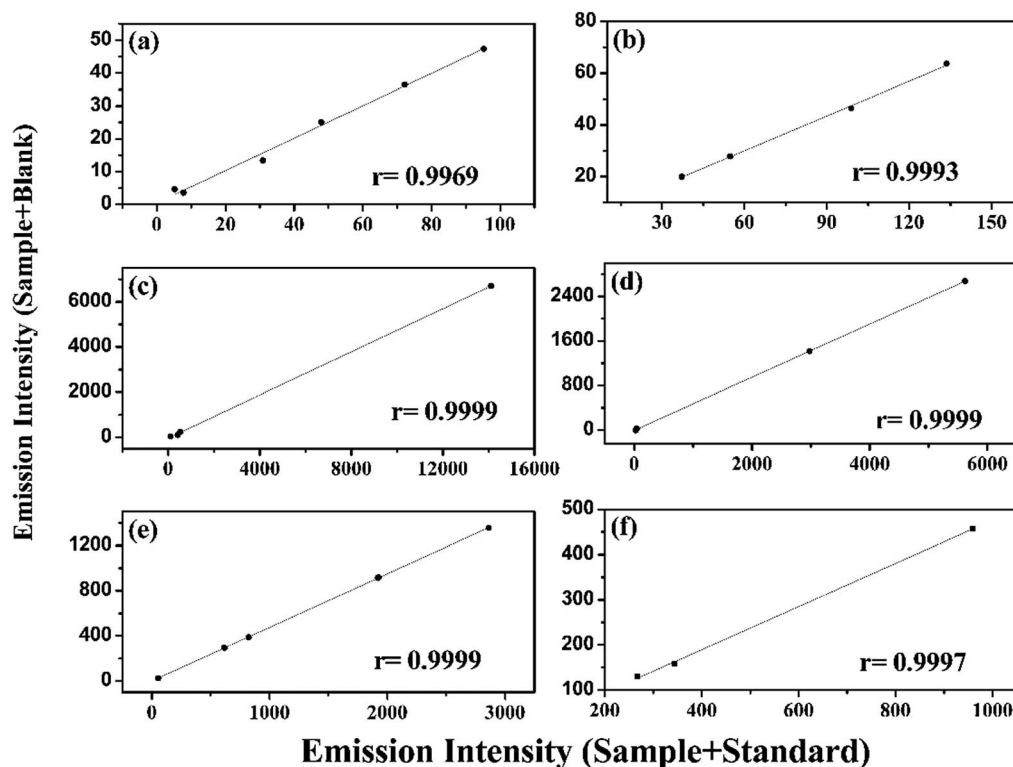 Emission Intensity (Sample+Blank)
(a)
50
40
30
20
10
0
r= 0.9969
0 20 40 60 80 100
(b)
80
60
40
20
r= 0.9993
30 60 90 120 150
(c)
6000
4000
2000
0
r= 0.9999
0 4000 8000 12000 16000
(d)
2400
1600
800
0
r= 0.9999
0 2000 4000 6000
(e)
1200
800
400
0
r= 0.9999
0 1000 2000 3000
(f)
500
400
300
200
100
r= 0.9997
200 400 600 800 1000
Emission Intensity (Sample+Standard)